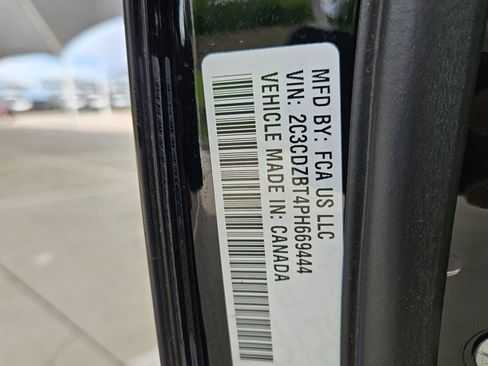 MFD BY: FCA US LLC
VIN: 2C3CDZBT4PH669444
VEHICLE MADE IN: CANADA